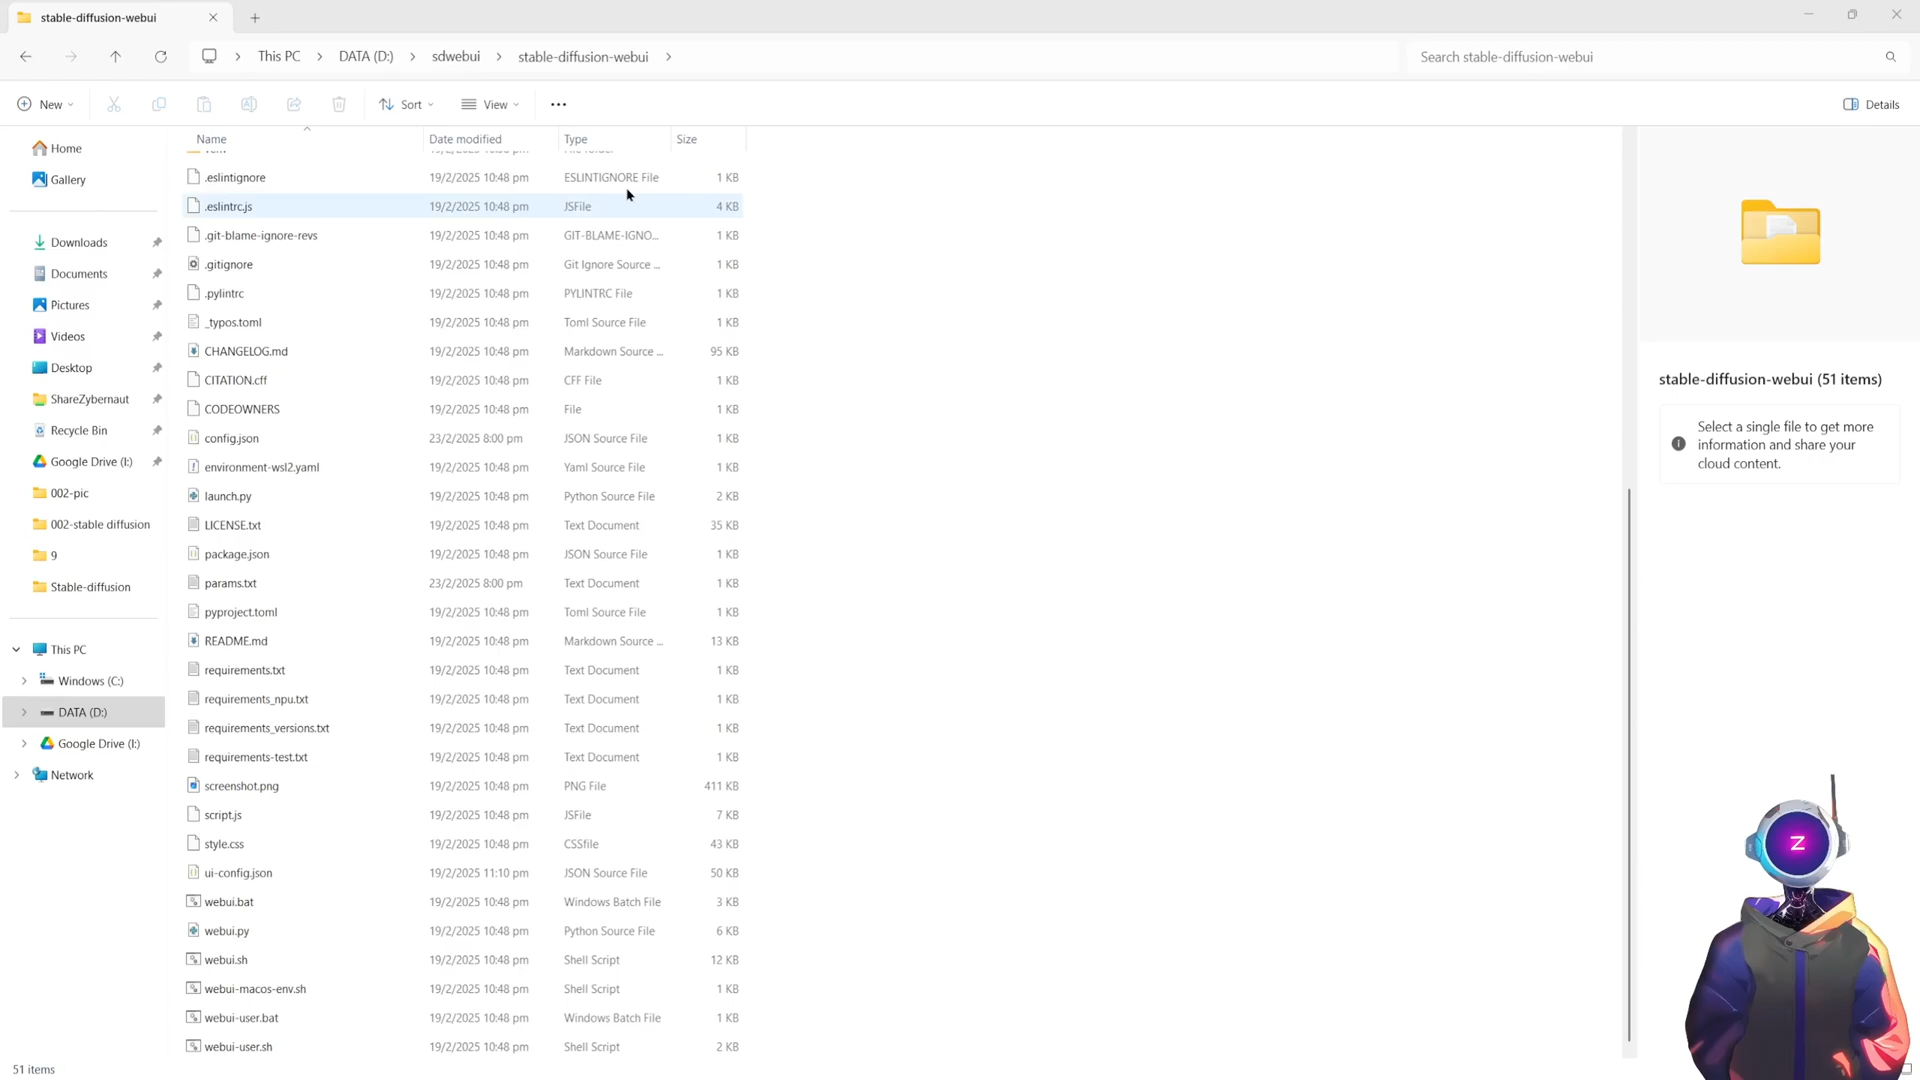 stable-diffusion-webui
This PC > DATA (D:) > sdwebui > stable-diffusion-webui >
Search stable-diffusion-webui
New
Sort
View
Details
Name Date modified Type Size
.eslintignore 19/2/2025 10:48 pm ESLINTIGNORE File 1 KB
.eslintrc.js 19/2/2025 10:48 pm JSFile 4 KB
.git-blame-ignore-revs 19/2/2025 10:48 pm GIT-BLAME-IGNO... 1 KB
.gitignore 19/2/2025 10:48 pm Git Ignore Source ... 1 KB
.pylintrc 19/2/2025 10:48 pm PYLINTRC File 1 KB
_typos.toml 19/2/2025 10:48 pm Toml Source File 1 KB
CHANGELOG.md 19/2/2025 10:48 pm Markdown Source ... 95 KB
CITATION.cff 19/2/2025 10:48 pm CFF File 1 KB
CODEOWNERS 19/2/2025 10:48 pm File 1 KB
config.json 23/2/2025 8:00 pm JSON Source File 1 KB
environment-wsl2.yaml 19/2/2025 10:48 pm Yaml Source File 1 KB
launch.py 19/2/2025 10:48 pm Python Source File 2 KB
LICENSE.txt 19/2/2025 10:48 pm Text Document 35 KB
package.json 19/2/2025 10:48 pm JSON Source File 1 KB
params.txt 23/2/2025 8:00 pm Text Document 1 KB
pyproject.toml 19/2/2025 10:48 pm Toml Source File 1 KB
README.md 19/2/2025 10:48 pm Markdown Source ... 13 KB
requirements.txt 19/2/2025 10:48 pm Text Document 1 KB
requirements_npu.txt 19/2/2025 10:48 pm Text Document 1 KB
requirements_versions.txt 19/2/2025 10:48 pm Text Document 1 KB
requirements-test.txt 19/2/2025 10:48 pm Text Document 1 KB
screenshot.png 19/2/2025 10:48 pm PNG File 411 KB
script.js 19/2/2025 10:48 pm JSFile 7 KB
style.css 19/2/2025 10:48 pm CSSfile 43 KB
ui-config.json 19/2/2025 11:10 pm JSON Source File 50 KB
webui.bat 19/2/2025 10:48 pm Windows Batch File 3 KB
webui.py 19/2/2025 10:48 pm Python Source File 6 KB
webui.sh 19/2/2025 10:48 pm Shell Script 12 KB
webui-macos-env.sh 19/2/2025 10:48 pm Shell Script 1 KB
webui-user.bat 19/2/2025 10:48 pm Windows Batch File 1 KB
webui-user.sh 19/2/2025 10:48 pm Shell Script 2 KB
Home
Gallery
Downloads
Documents
Pictures
Videos
Desktop
ShareZybernaut
Recycle Bin
Google Drive (I:)
002-pic
002-stable diffusion
9
Stable-diffusion
This PC
Windows (C:)
DATA (D:)
Google Drive (I:)
Network
stable-diffusion-webui (51 items)
Select a single file to get more
information and share your
cloud content.
Z
51 items